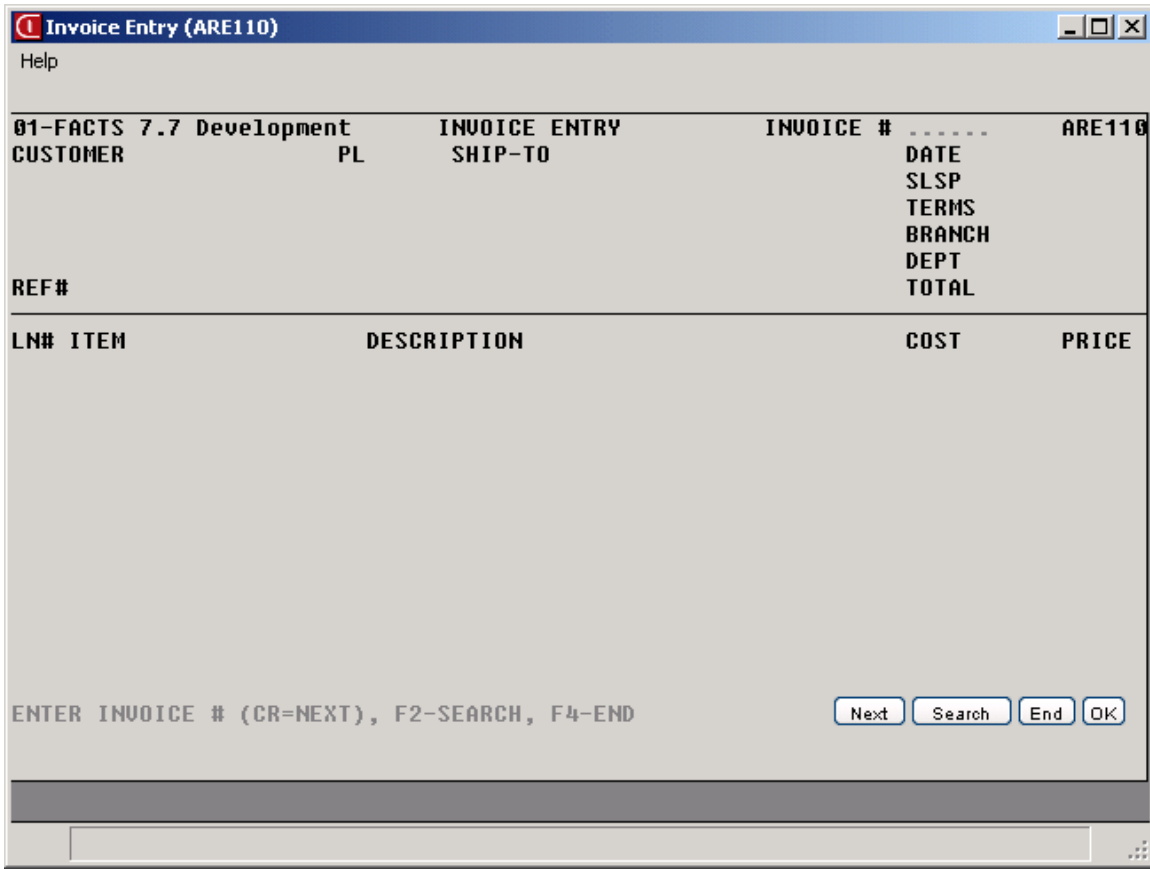 Invoice Entry (ARE110)
Help
01-FACTS 7.7 Development INVOICE ENTRY INVOICE # ...... ARE110
CUSTOMER PL SHIP-TO DATE
SLSP
TERMS
BRANCH
DEPT
REF# TOTAL
LN# ITEM DESCRIPTION COST PRICE
ENTER INVOICE # (CR=NEXT), F2-SEARCH, F4-END Next Search End OK